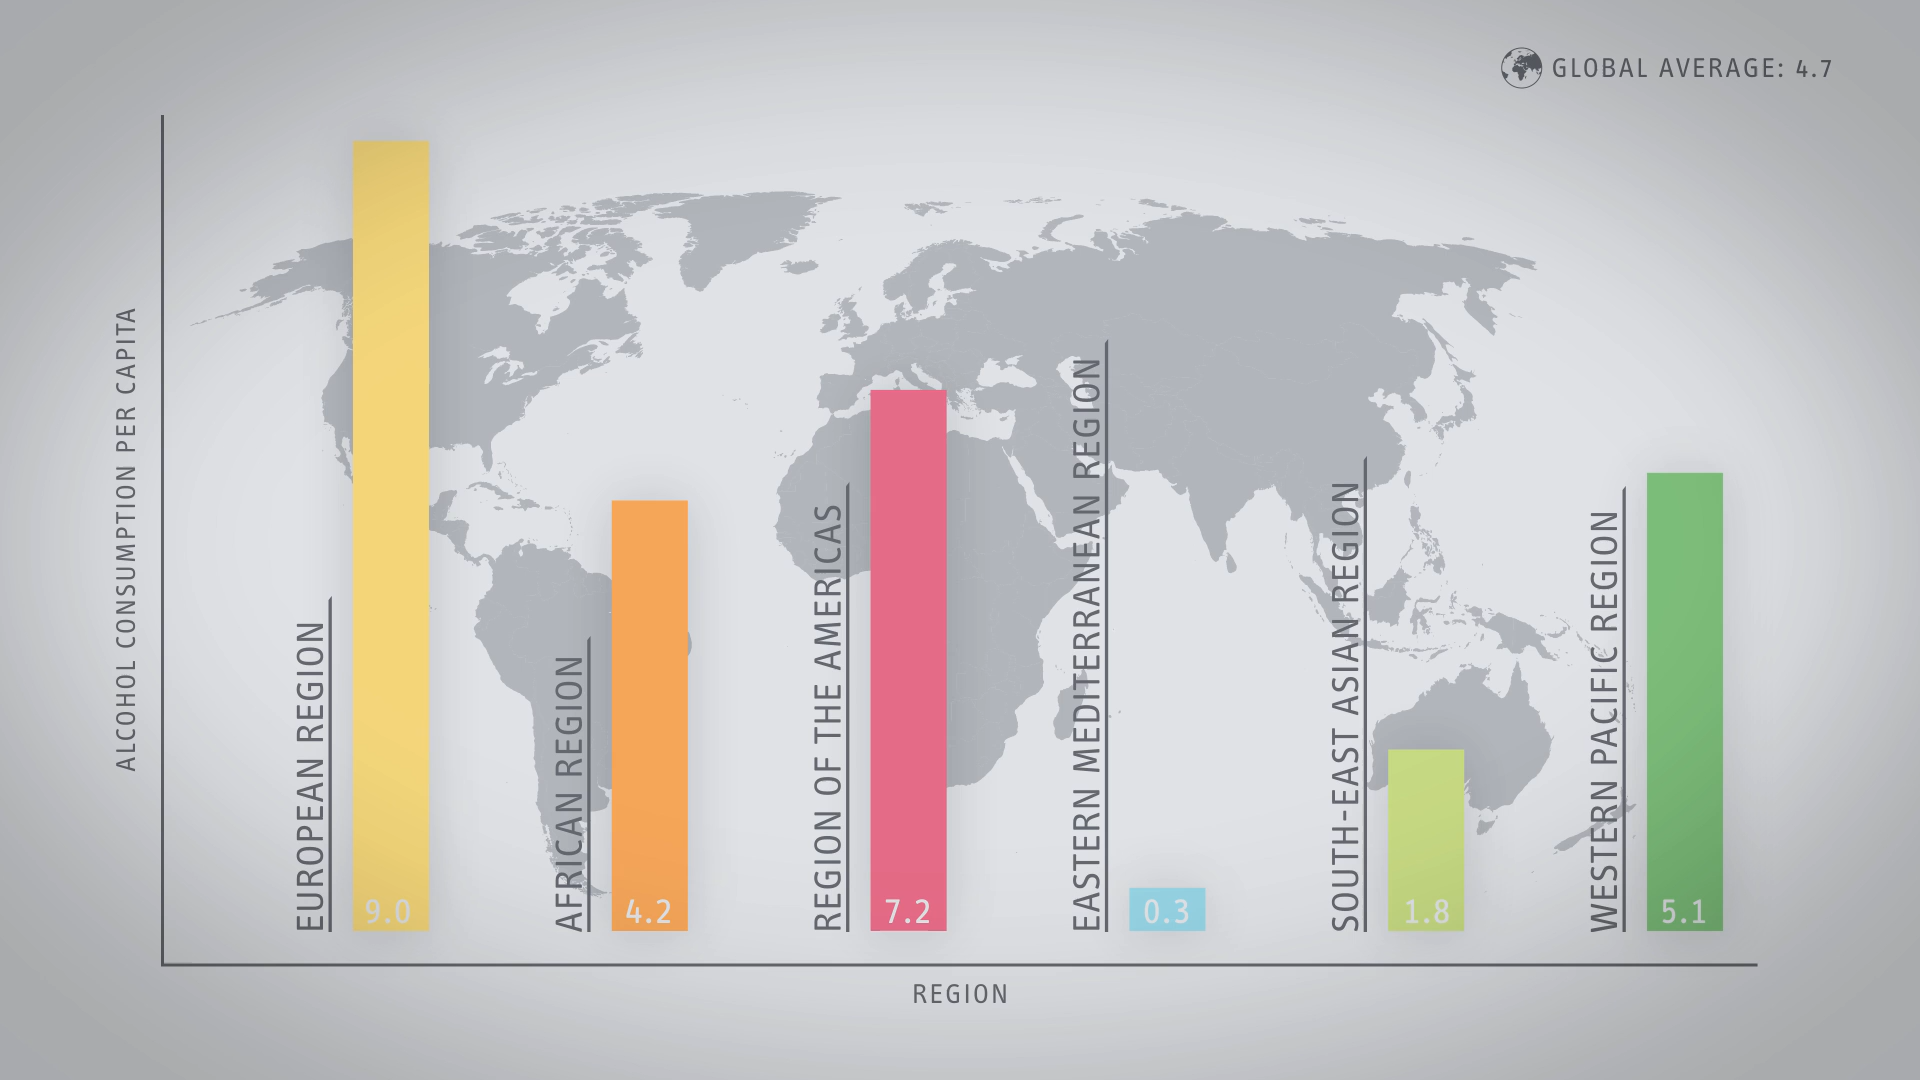 GLOBAL AVERAGE: 4.7
ALCOHOL CONSUMPTION PER CAPITA
EUROPEAN REGION
9.0
AFRICAN REGION
4.2
REGION OF THE AMERICAS
7.2
EASTERN MEDITERRANEAN REGION
0.3
SOUTH-EAST ASIAN REGION
1.8
WESTERN PACIFIC REGION
5.1
REGION